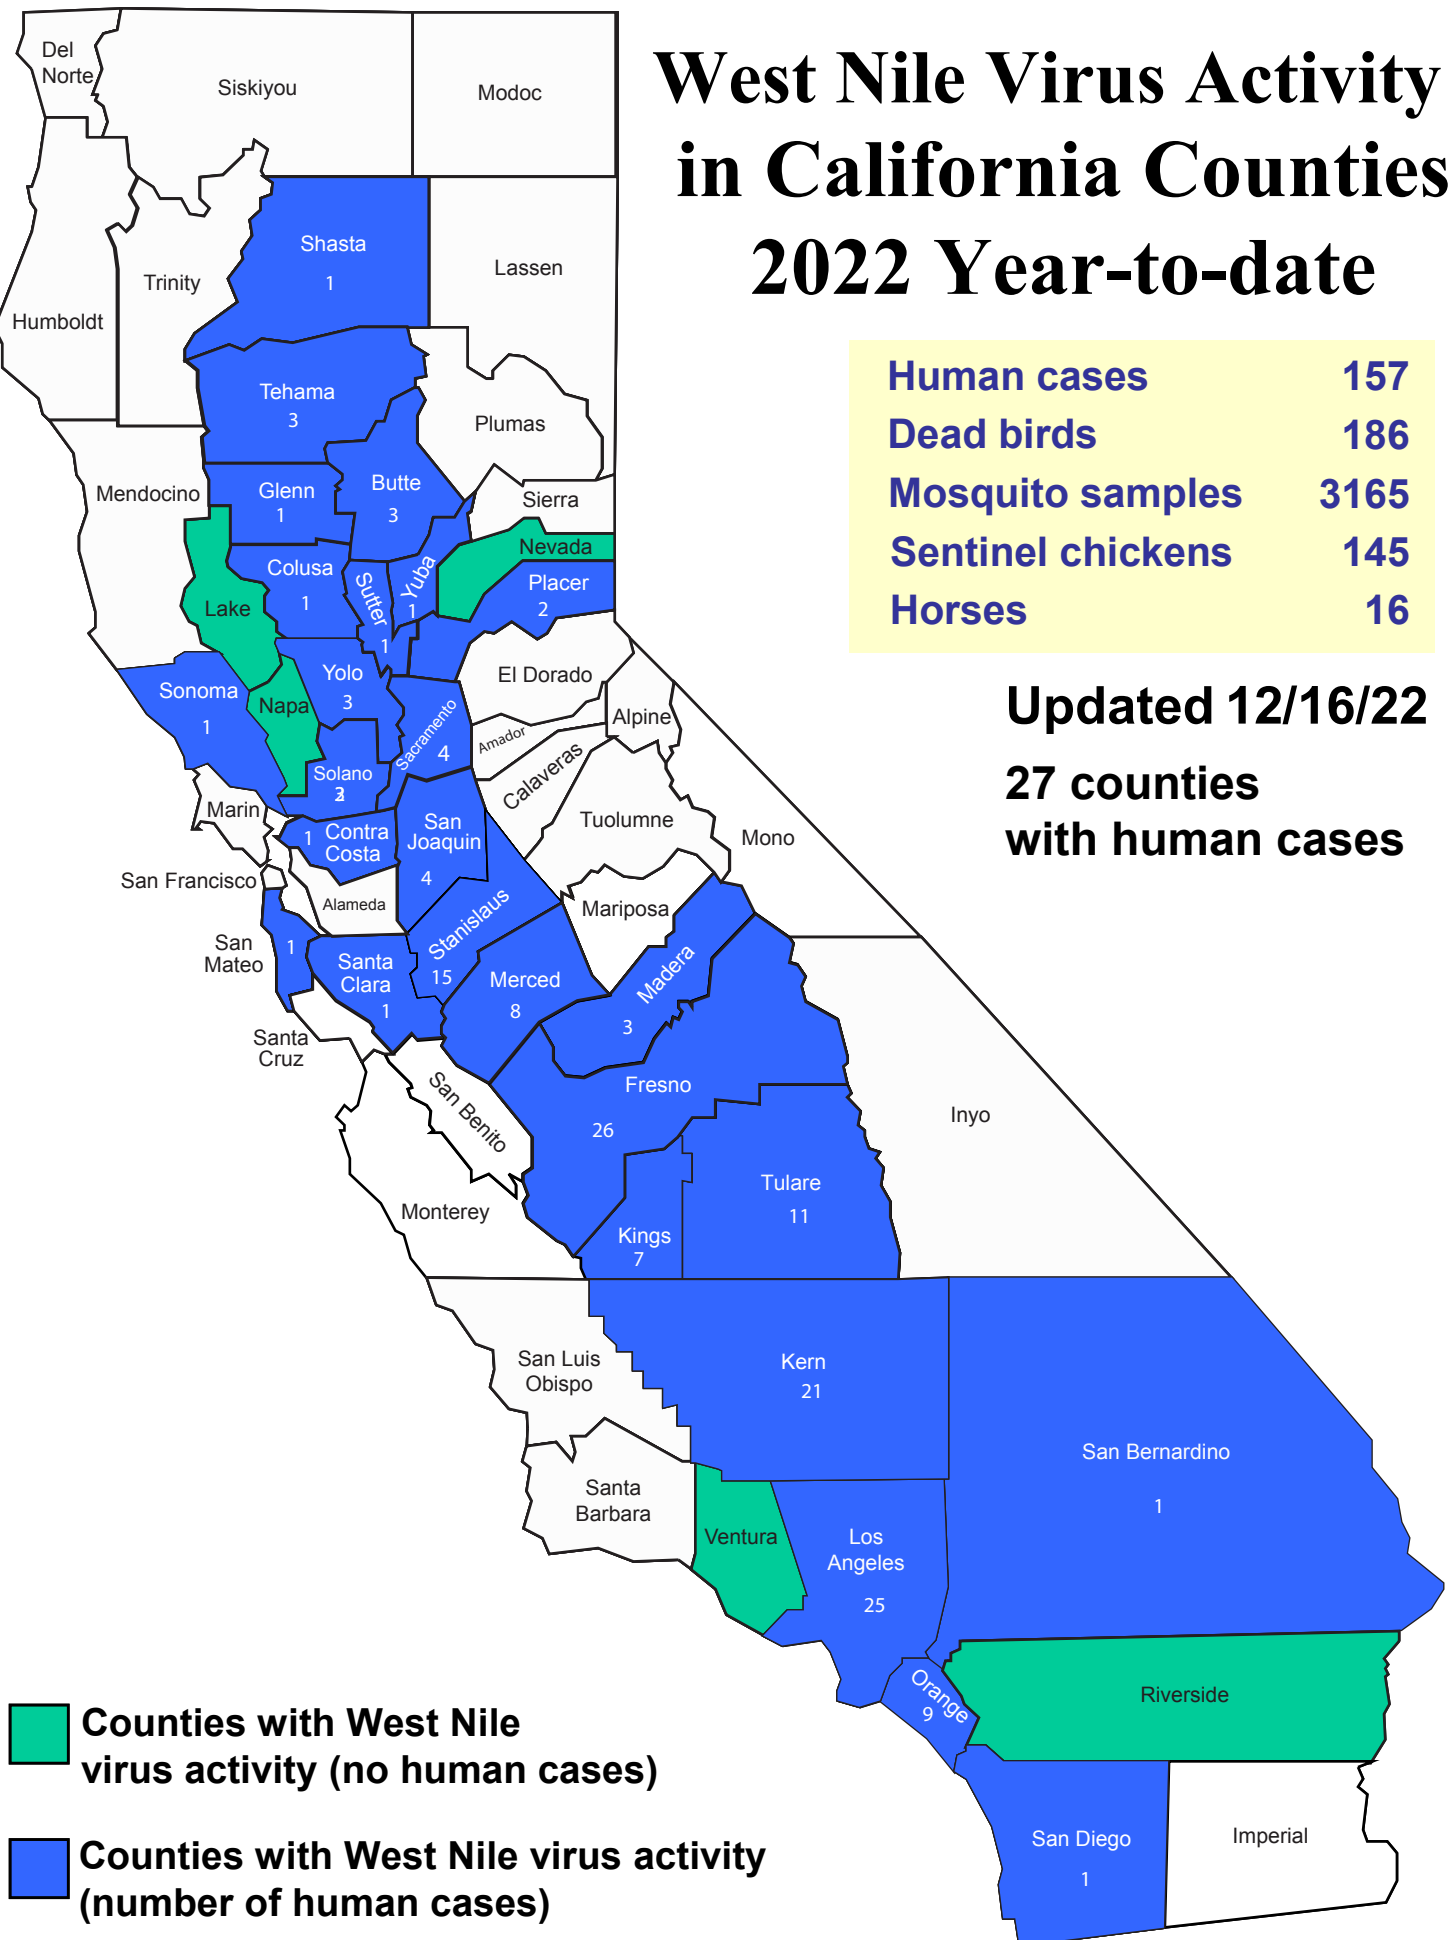 West Nile Virus Activity
in California Counties
2022 Year-to-date
Human cases 157
Dead birds 186
Mosquito samples 3165
Sentinel chickens 145
Horses 16
Updated 12/16/22
27 counties
with human cases
Del
Norte
Siskiyou
Modoc
Shasta
1
Lassen
Trinity
Humboldt
Tehama
3
Plumas
Mendocino
Glenn
1
Butte
3
Sierra
Nevada
Colusa
1
Sutter
1
Yuba
1
Placer
2
Lake
El Dorado
Yolo
3
Sonoma
1
Napa
Sacramento
4
Alpine
Amador
Calaveras
Solano
Marin
1
Contra
Costa
San
Joaquin
4
Tuolumne
Mono
San Francisco
Alameda
Mariposa
Stanislaus
15
San
Mateo
1
Santa
Clara
1
Merced
8
Madera
3
Santa
Cruz
San Benito
Fresno
26
Inyo
Tulare
11
Monterey
Kings
7
San Luis
Obispo
Kern
21
San Bernardino
1
Santa
Barbara
Ventura
Los
Angeles
25
Orange
9
Riverside
San Diego
1
Imperial
Counties with West Nile
virus activity (no human cases)
Counties with West Nile virus activity
(number of human cases)